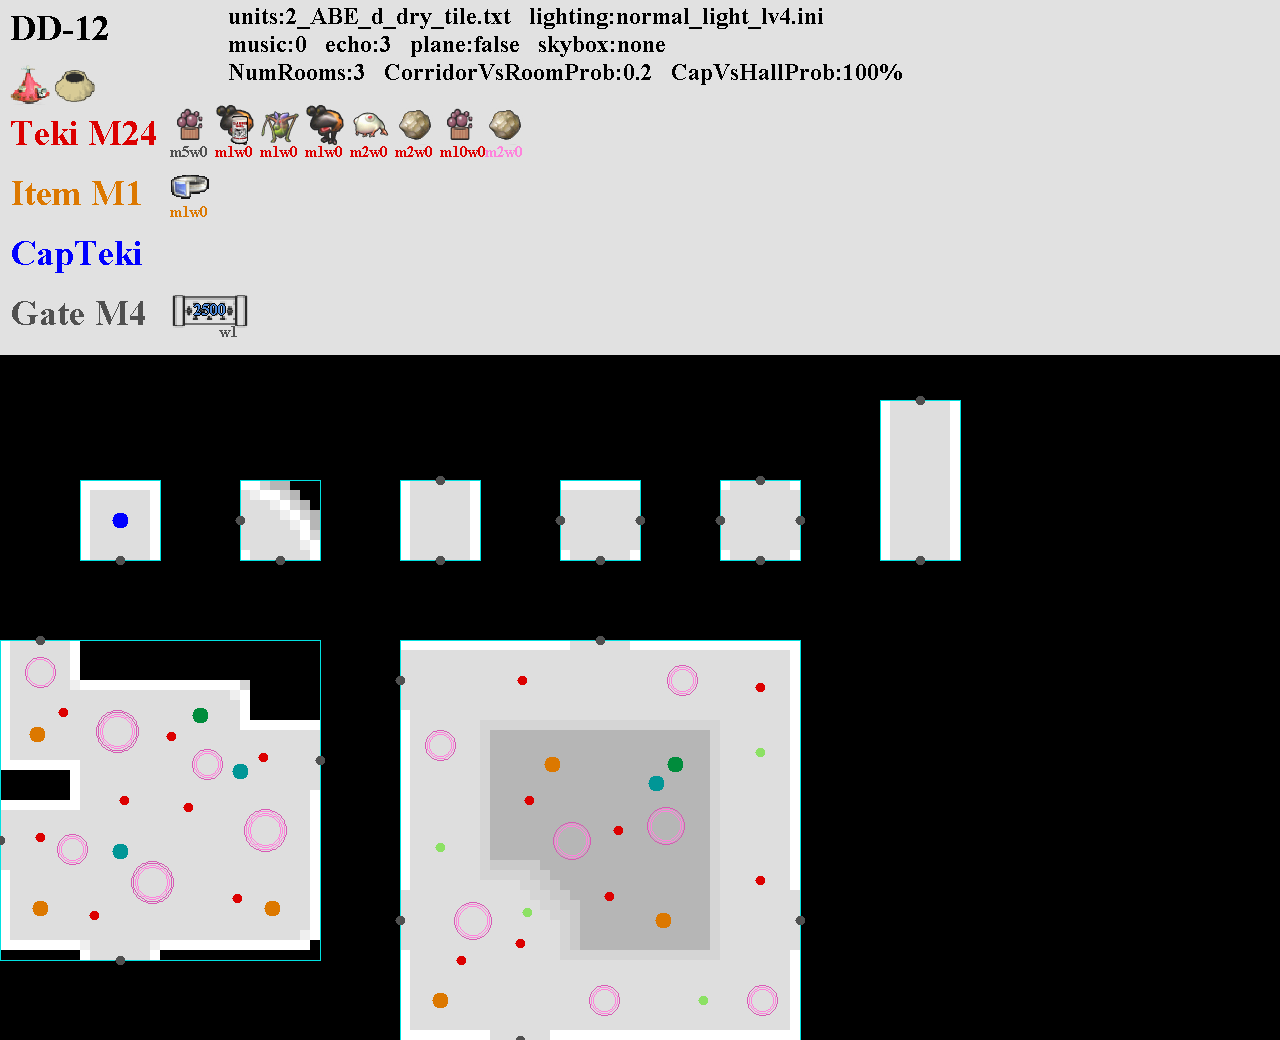 DD-12
units:2_ABE_d_dry_tile.txt lighting:normal_light_lv4.ini
music:0 echo:3 plane:false skybox:none
NumRooms:3 CorridorVsRoomProb:0.2 CapVsHallProb:100%
Teki M24
m5w0 m1w0 m1w0 m1w0 m2w0 m2w0 m10w0 m2w0
Item M1
m1w0
CapTeki
Gate M4
2500
w1